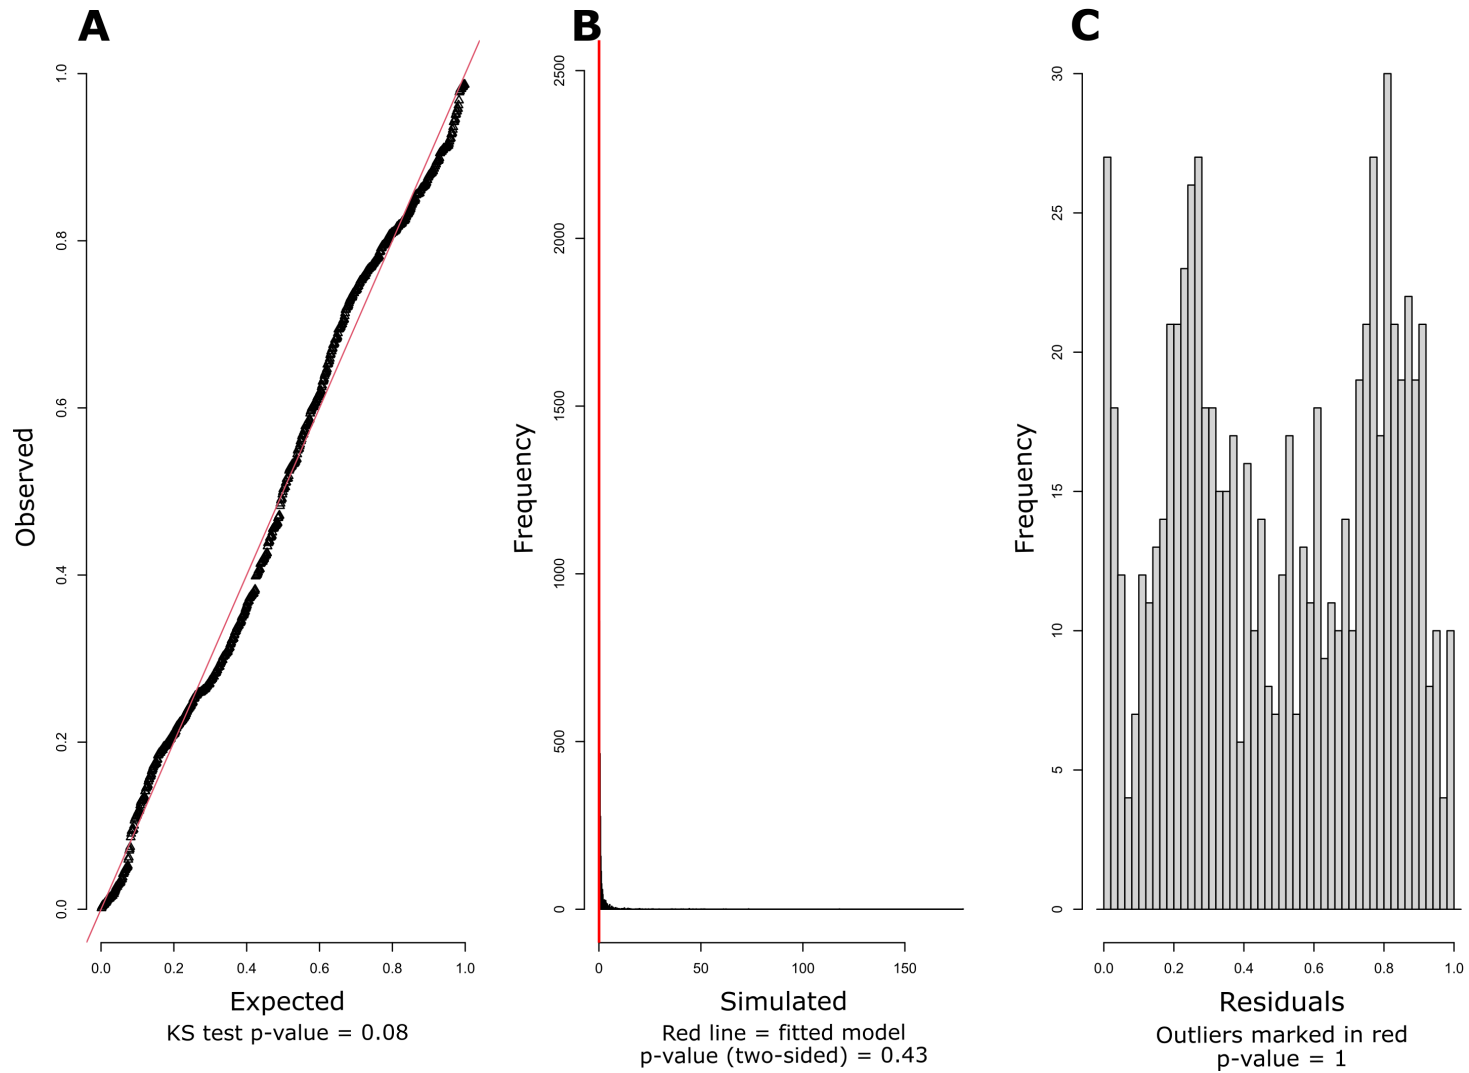 A
B
C
1.0
0.8
0.6
0.4
0.2
0.0
Observed
0.0 0.2 0.4 0.6 0.8 1.0
Expected
KS test p-value = 0.08
2500
2000
1500
1000
500
0
Frequency
0 50 100 150
Simulated
Red line = fitted model
p-value (two-sided) = 0.43
30
25
20
15
10
5
0
Frequency
0.0 0.2 0.4 0.6 0.8 1.0
Residuals
Outliers marked in red
p-value = 1